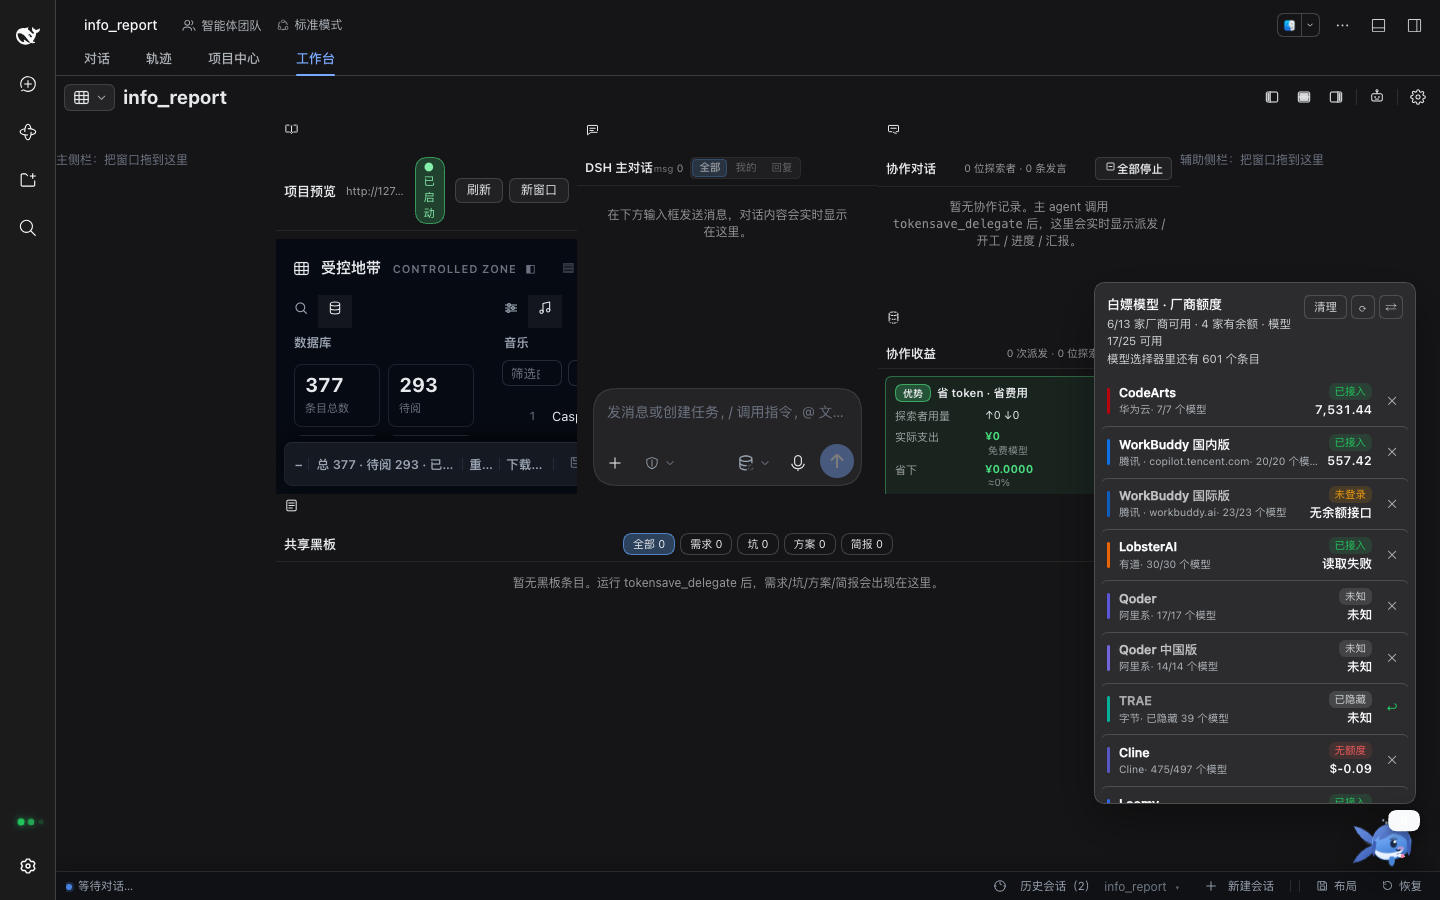 info_report
智能体团队
标准模式
对话
轨迹
项目中心
工作台
info_report
主侧栏：把窗口拖到这里
项目预览
http://127...
已启动
刷新
新窗口
受控地带
CONTROLLED ZONE
数据库
音乐
377
条目总数
293
待阅
筛选
1
Cas
– 总 377 · 待阅 293 · 已...
重...
下载...
DSH 主对话
msg 0
全部
我的
回复
在下方输入框发送消息，对话内容会实时显示
在这里。
发消息或创建任务, / 调用指令, @ 文...
协作对话
0 位探索者 · 0 条发言
全部停止
暂无协作记录。主 agent 调用
tokensave_delegate 后，这里会实时显示派发 /
开工 / 进度 / 汇报。
辅助侧栏：把窗口拖到这里
协作收益
0 次派发 · 0 位探索
优势
省 token · 省费用
探索者用量
↑0 ↓0
实际支出
¥0
免费模型
省下
¥0.0000
≈0%
共享黑板
全部 0
需求 0
坑 0
方案 0
简报 0
暂无黑板条目。运行 tokensave_delegate 后，需求/坑/方案/简报会出现在这里。
白嫖模型 · 厂商额度
清理
6/13 家厂商可用 · 4 家有余额 · 模型
17/25 可用
模型选择器里还有 601 个条目
CodeArts
已接入
华为云· 7/7 个模型
7,531.44
WorkBuddy 国内版
已接入
腾讯 · copilot.tencent.com· 20/20 个模...
557.42
WorkBuddy 国际版
未登录
腾讯 · workbuddy.ai· 23/23 个模型
无余额接口
LobsterAI
已接入
有道· 30/30 个模型
读取失败
Qoder
未知
阿里系· 17/17 个模型
未知
Qoder 中国版
未知
阿里系· 14/14 个模型
未知
TRAE
已隐藏
字节· 已隐藏 39 个模型
未知
Cline
无额度
Cline· 475/497 个模型
$-0.09
Loomy
已接入
等待对话...
历史会话（2）
info_report
新建会话
布局
恢复